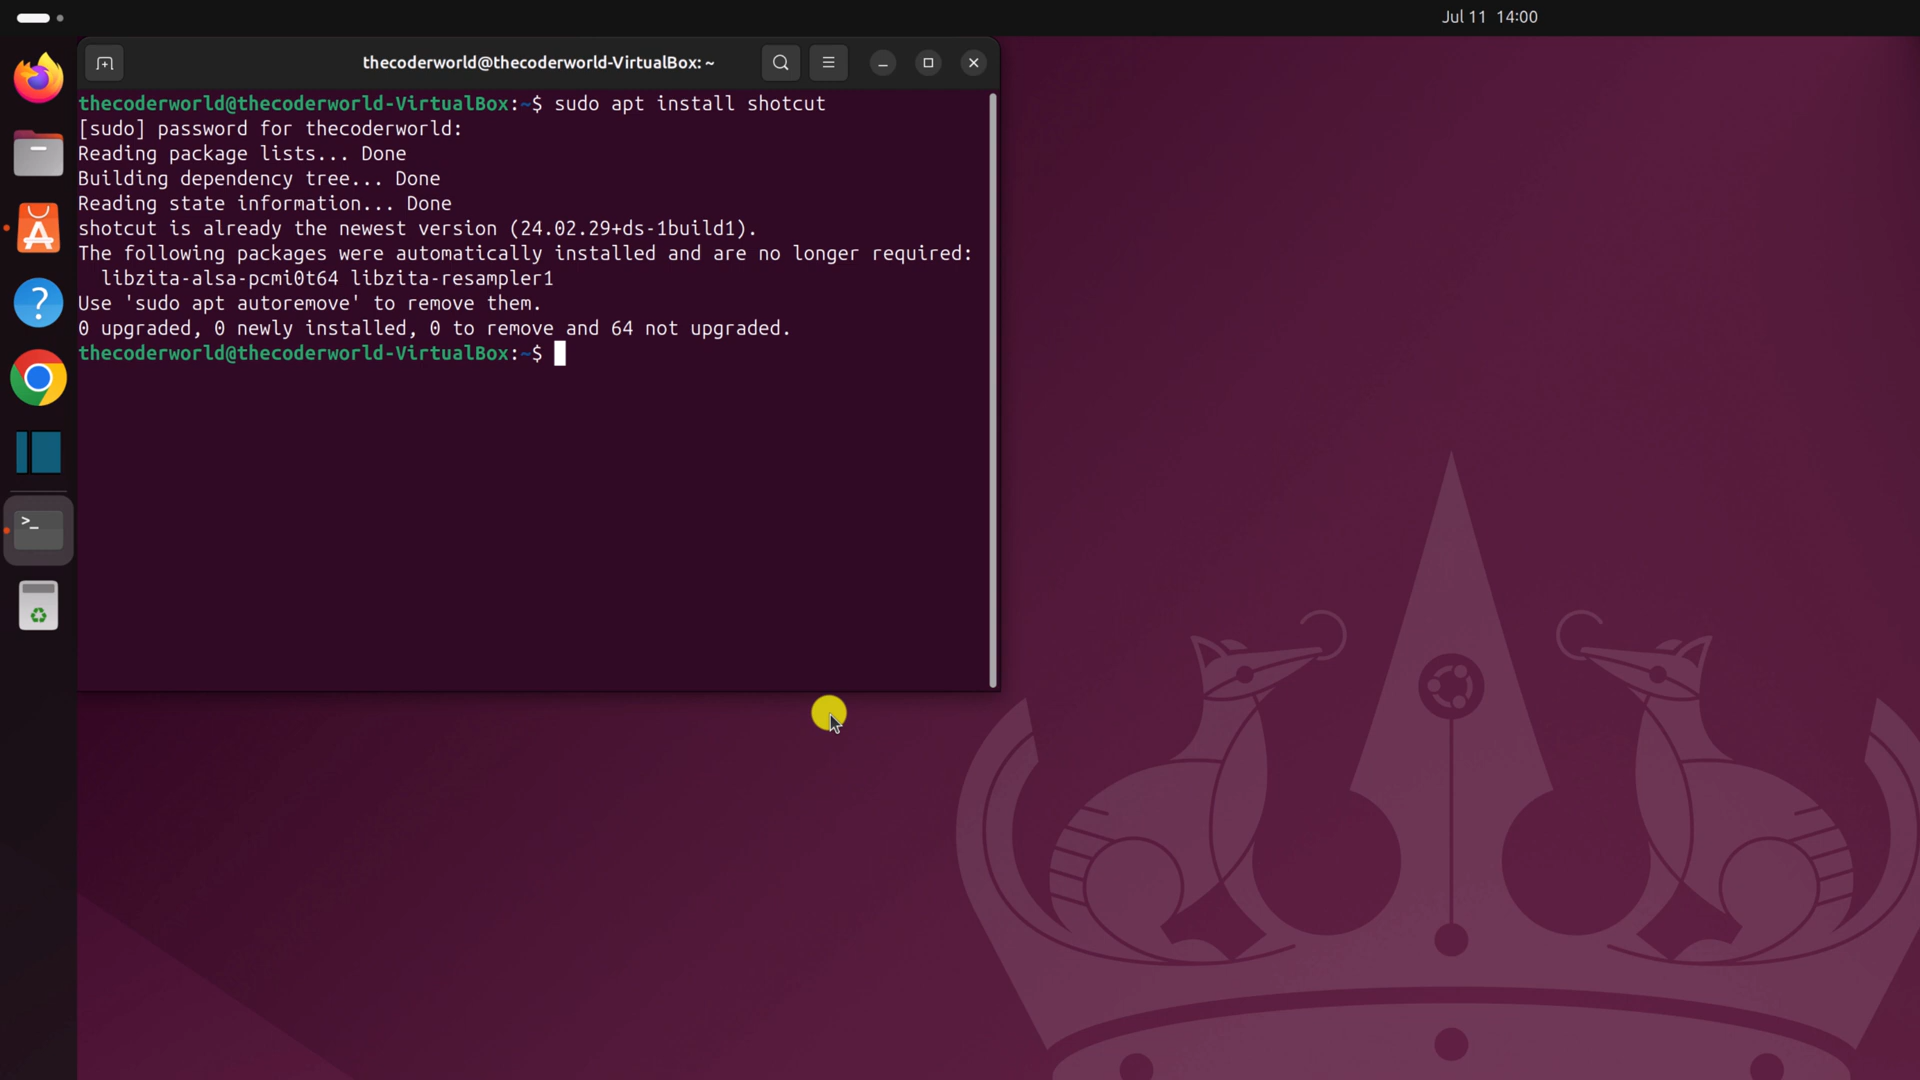 Jul 11 14:00
thecoderworld@thecoderworld-VirtualBox: ~
thecoderworld@thecoderworld-VirtualBox:~$ sudo apt install shotcut
[sudo] password for thecoderworld:
Reading package lists... Done
Building dependency tree... Done
Reading state information... Done
shotcut is already the newest version (24.02.29+ds-1build1).
The following packages were automatically installed and are no longer required:
  libzita-alsa-pcmi0t64 libzita-resampler1
Use 'sudo apt autoremove' to remove them.
0 upgraded, 0 newly installed, 0 to remove and 64 not upgraded.
thecoderworld@thecoderworld-VirtualBox:~$